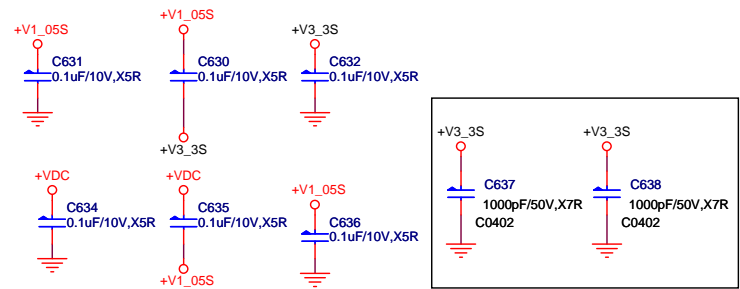 +V1_05S
C631
0.1uF/10V,X5R
+V1_05S
C630
0.1uF/10V,X5R
+V3_3S
+V3_3S
C632
0.1uF/10V,X5R
+VDC
C634
0.1uF/10V,X5R
+VDC
C635
0.1uF/10V,X5R
+V1_05S
+V1_05S
C636
0.1uF/10V,X5R
+V3_3S
C637
1000pF/50V,X7R
C0402
+V3_3S
C638
1000pF/50V,X7R
C0402